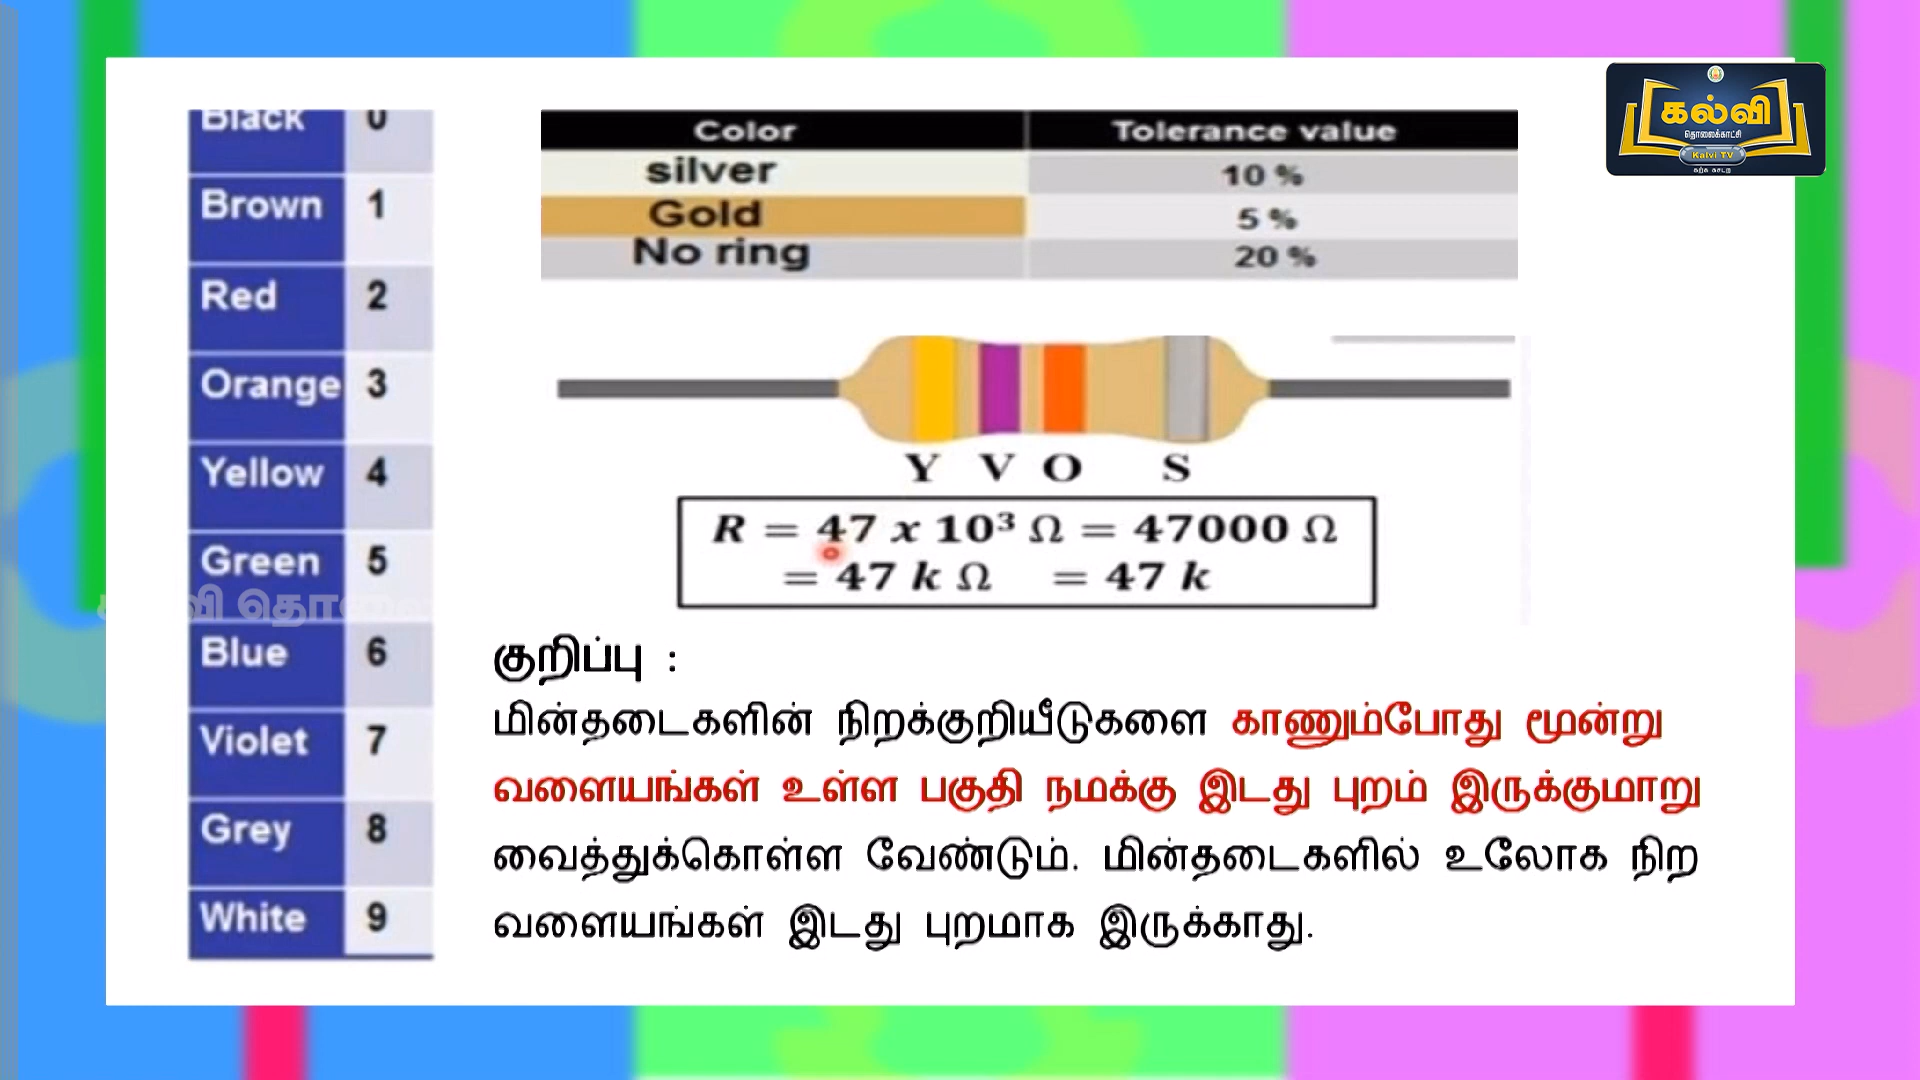 கல்வி
தொலைக்காட்சி
Kalvi TV
கற்க கசடற
Black 0
Brown 1
Red 2
Orange 3
Yellow 4
Green 5
Blue 6
Violet 7
Grey 8
White 9
Color Tolerance value
silver 10 %
Gold 5 %
No ring 20 %
Y V O S
R = 47 x 10³ Ω = 47000 Ω
= 47 k Ω = 47 k
குறிப்பு :
மின்தடைகளின் நிறக்குறியீடுகளை காணும்போது மூன்று
வளையங்கள் உள்ள பகுதி நமக்கு இடது புறம் இருக்குமாறு
வைத்துக்கொள்ள வேண்டும். மின்தடைகளில் உலோக நிற
வளையங்கள் இடது புறமாக இருக்காது.